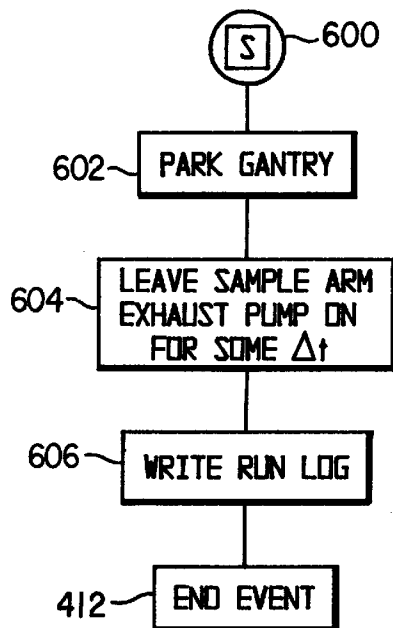 S
600
602
PARK GANTRY
604
LEAVE SAMPLE ARM
EXHAUST PUMP ON
FOR SOME Δt
606
WRITE RUN LOG
412
END EVENT